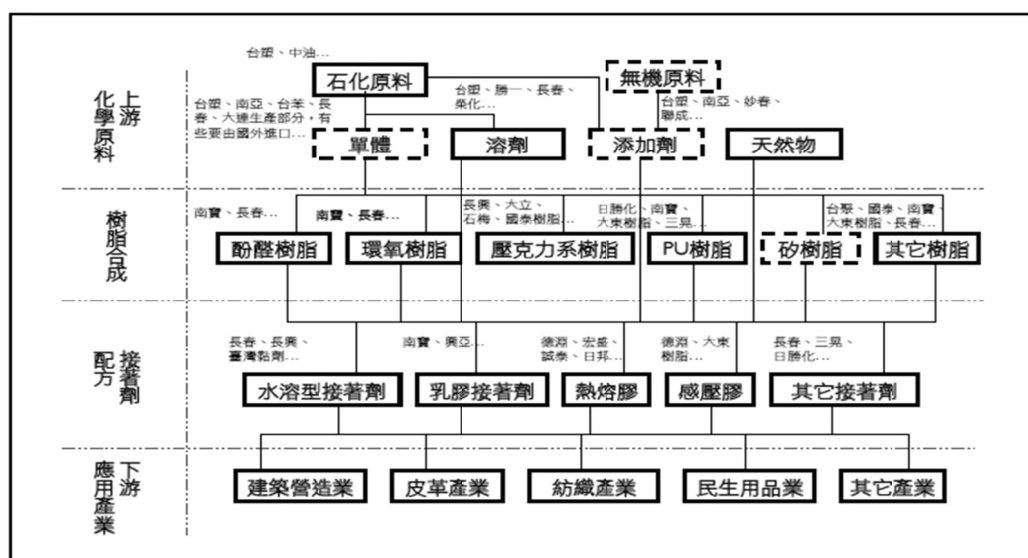 上游
化學原料
台塑、中油...
石化原料
無機原料
台塑、南亞、台苯、長
春、大連生產部分，有
些要由國外進口...
台塑、勝一、長春、
榮化...
台塑、南亞、妙春、
聯成...
單體
溶劑
添加劑
天然物
樹脂合成
南寶、長春...
南寶、長春...
長興、大立、
石梅、國泰樹脂...
日勝化、南寶、
大東樹脂、三晃...
台聚、國泰、南寶、
大東樹脂、長春...
酚醛樹脂
環氧樹脂
壓克力系樹脂
PU樹脂
矽樹脂
其它樹脂
接著劑
配方
長春、長興、
臺灣黏劑...
南寶、興亞...
德淵、宏盛、
誠泰、日邦...
德淵、大東
樹脂...
長春、三晃、
日勝化...
水溶型接著劑
乳膠接著劑
熱熔膠
感壓膠
其它接著劑
下游
應用產業
建築營造業
皮革產業
紡織產業
民生用品業
其它產業